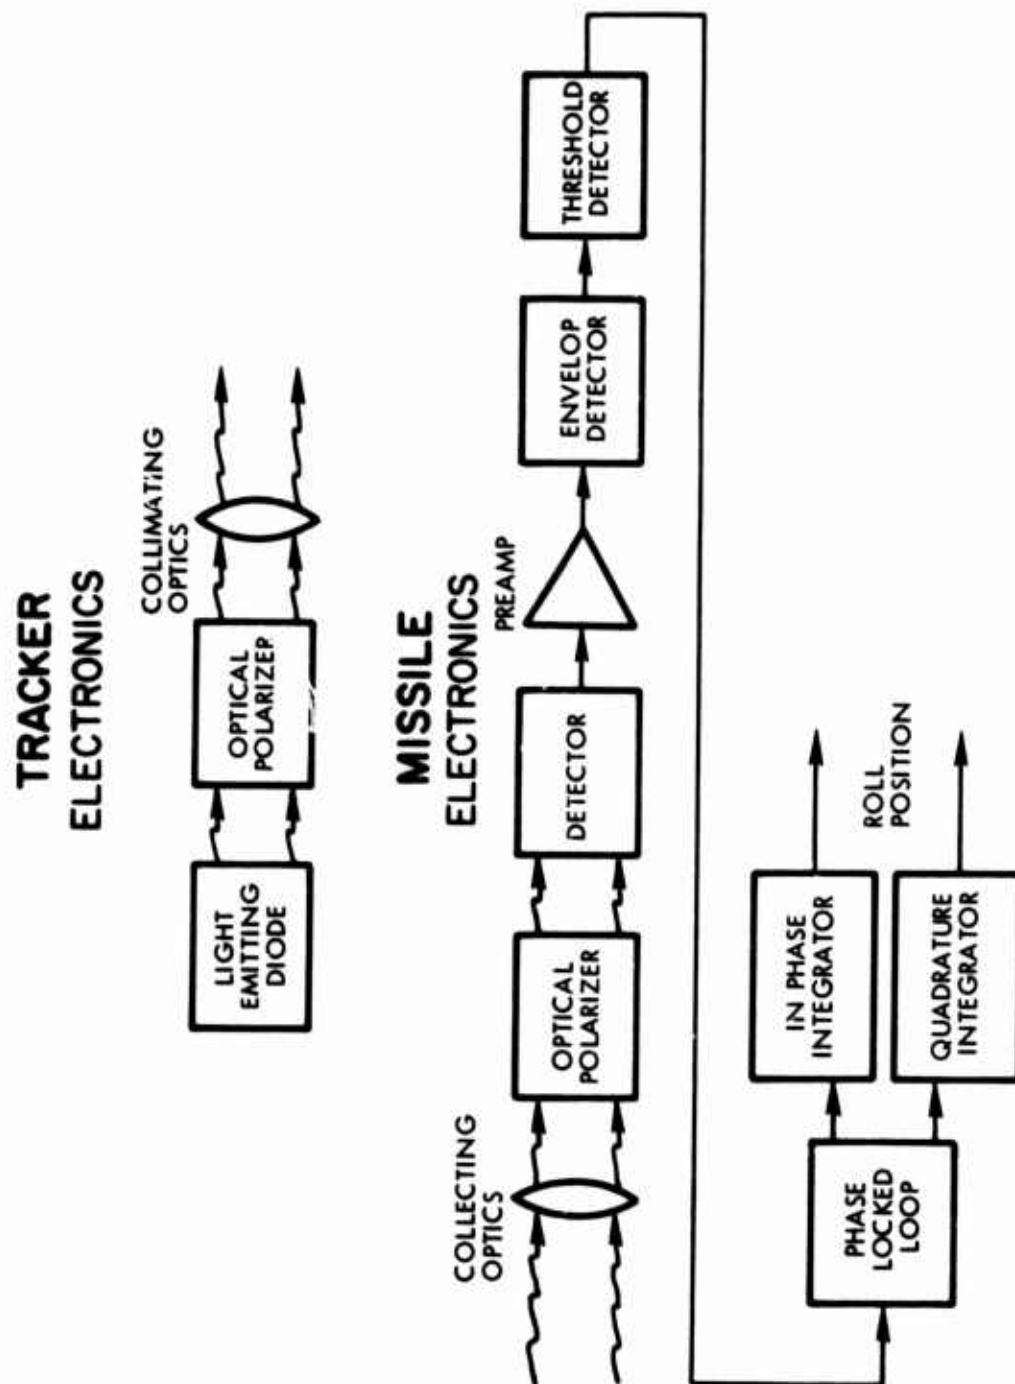 TRACKER
ELECTRONICS
COLLIMATING
OPTICS
LIGHT
EMITTING
DIODE
OPTICAL
POLARIZER
MISSILE
ELECTRONICS
COLLECTING
OPTICS
OPTICAL
POLARIZER
DETECTOR
PREAMP
ENVELOP
DETECTOR
THRESHOLD
DETECTOR
PHASE
LOCKED
LOOP
IN PHASE
INTEGRATOR
QUADRATURE
INTEGRATOR
ROLL
POSITION